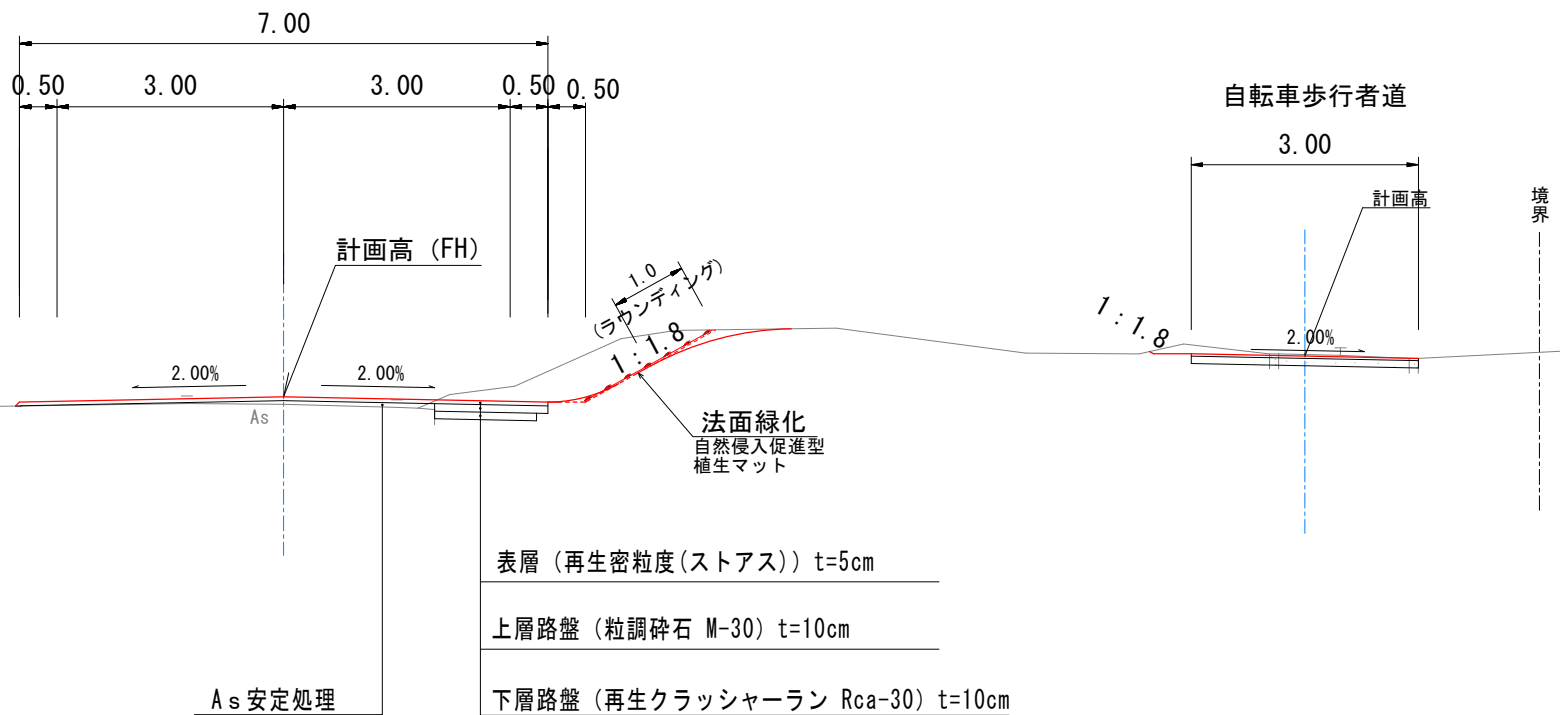 7.00
0.50 3.00 3.00 0.50 0.50
自転車歩行者道
3.00
計画高
境界
計画高 (FH)
1.0
(ラウンディング)
1:1.8
1:1.8
2.00%
2.00%
2.00%
As
法面緑化
自然侵入促進型
植生マット
表層 (再生密粒度(ストアス)) t=5cm
上層路盤 (粒調砕石 M-30) t=10cm
As安定処理
下層路盤 (再生クラッシャーラン Rca-30) t=10cm